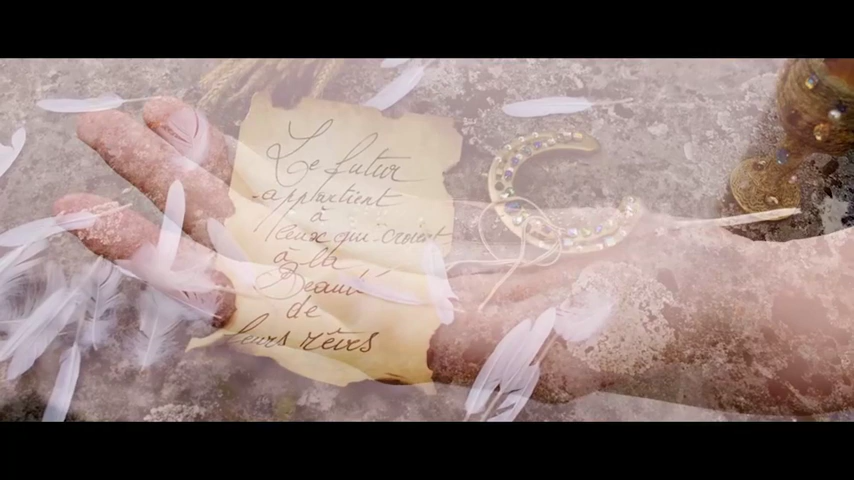 Le futur
appartient
à
ceux qui croient
à la
Beauté
de
leurs rêves